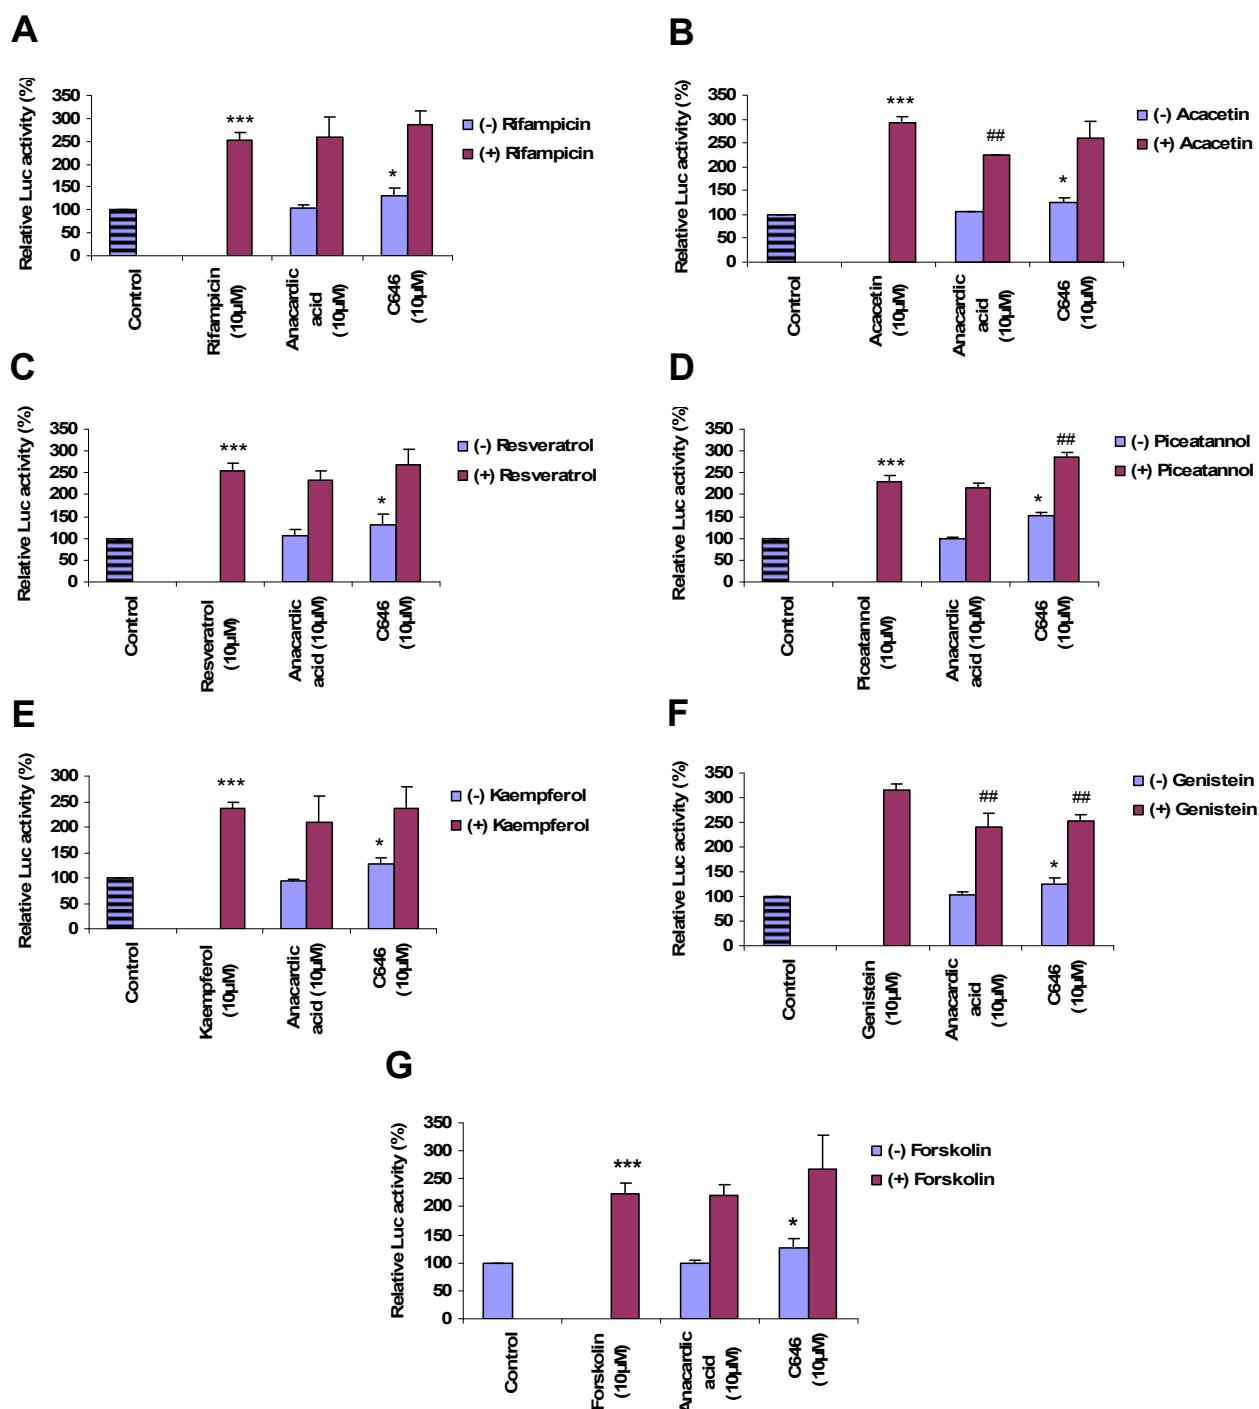 A
Relative Luc activity (%)
350
300
250
200
150
100
50
0
***
*
(-) Rifampicin
(+) Rifampicin
Control
Rifampicin
(10µM)
Anacardic
acid
(10µM)
C646
(10µM)
B
Relative Luc activity (%)
350
300
250
200
150
100
50
0
***
##
*
(-) Acacetin
(+) Acacetin
Control
Acacetin
(10µM)
Anacardic
acid
(10µM)
C646
(10µM)
C
Relative Luc activity (%)
350
300
250
200
150
100
50
0
***
*
(-) Resveratrol
(+) Resveratrol
Control
Resveratrol
(10µM)
Anacardic
acid (10µM)
C646
(10µM)
D
Relative Luc activity (%)
350
300
250
200
150
100
50
0
***
*
##
(-) Piceatannol
(+) Piceatannol
Control
Piceatannol
(10µM)
Anacardic
acid (10µM)
C646
(10µM)
E
Relative Luc activity (%)
300
250
200
150
100
50
0
***
*
(-) Kaempferol
(+) Kaempferol
Control
Kaempferol
(10µM)
Anacardic
acid (10µM)
C646
(10µM)
F
Relative Luc activity (%)
350
300
250
200
150
100
50
0
##
*
##
(-) Genistein
(+) Genistein
Control
Genistein
(10µM)
Anacardic
acid
(10µM)
C646
(10µM)
G
Relative Luc activity (%)
350
300
250
200
150
100
50
0
***
*
(-) Forskolin
(+) Forskolin
Control
Forskolin
(10µM)
Anacardic
acid
(10µM)
C646
(10µM)